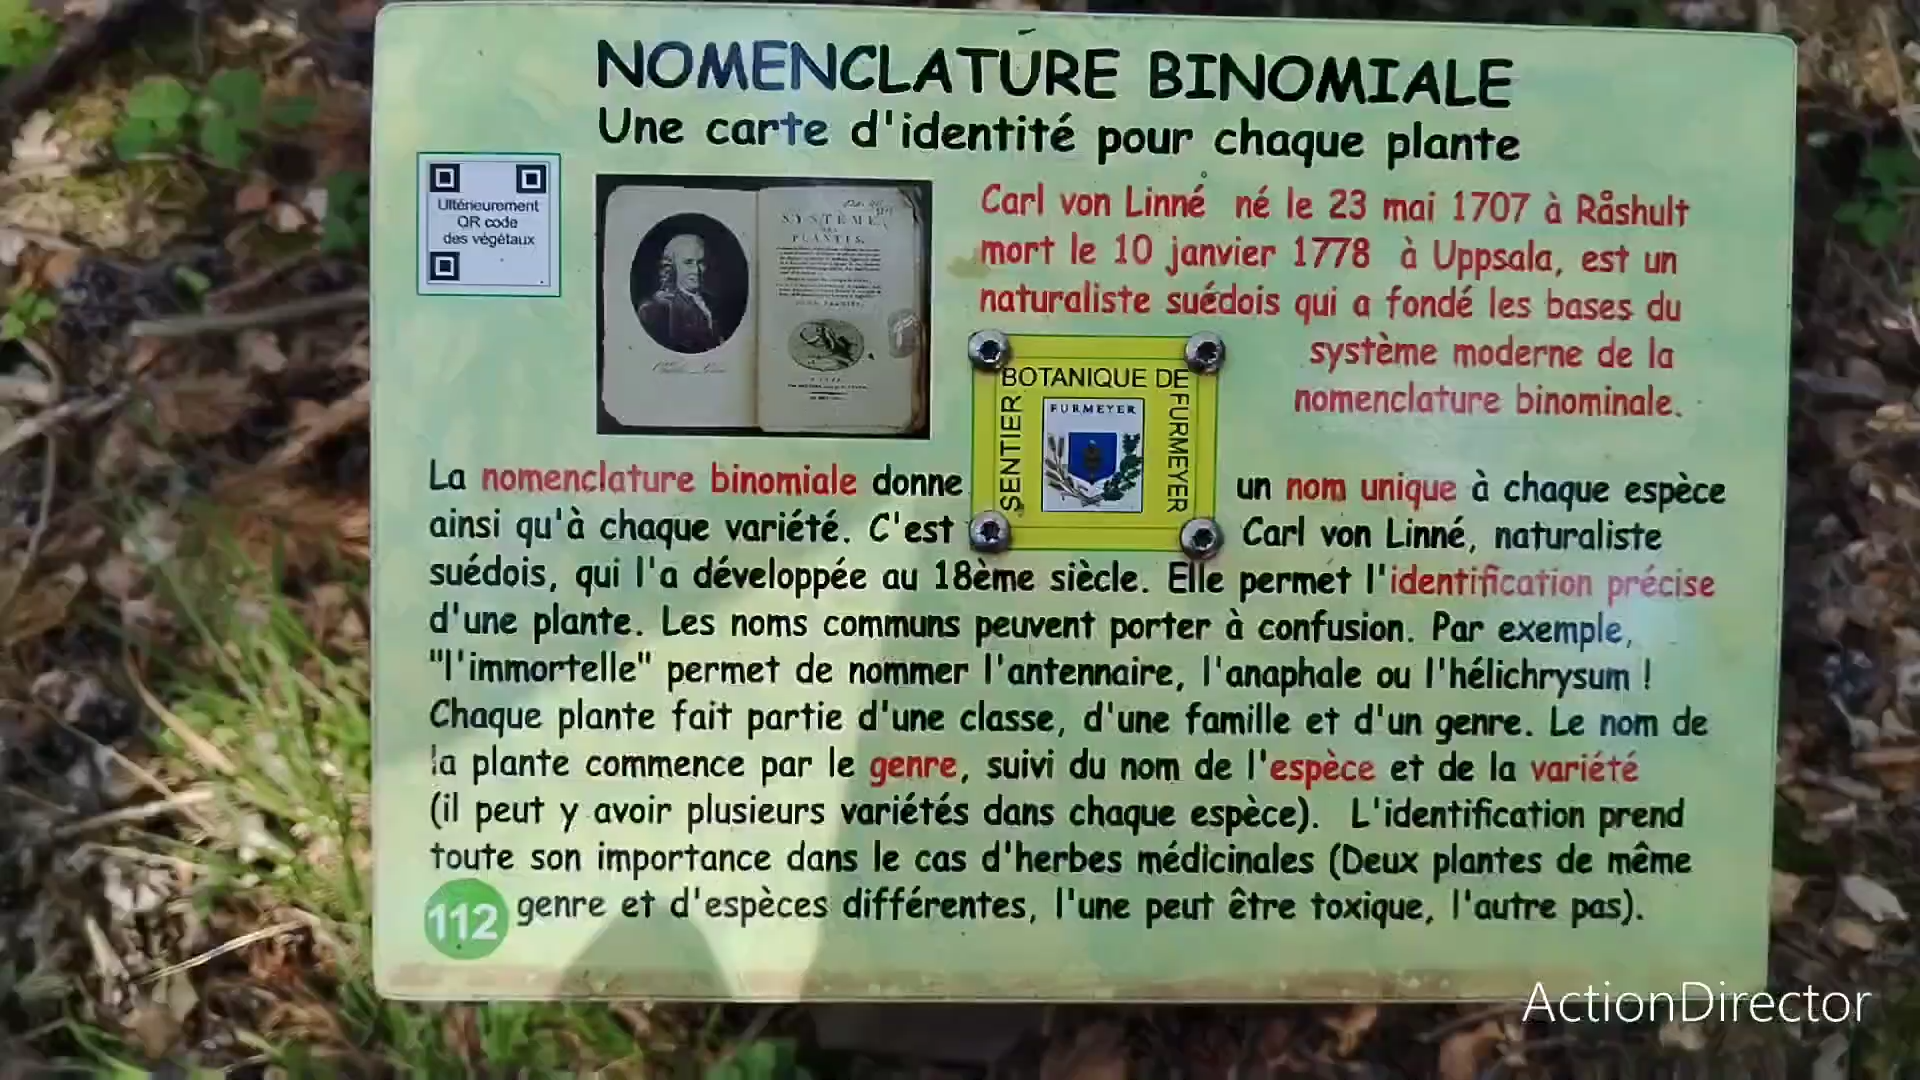 NOMENCLATURE BINOMIALE
Une carte d'identité pour chaque plante
Ultérieurement
QR code
des végétaux
SYSTÈME
DES
PLANTES,
Carl von Linné né le 23 mai 1707 à Råshult
mort le 10 janvier 1778 à Uppsala, est un
naturaliste suédois qui a fondé les bases du
système moderne de la
nomenclature binominale.
SENTIER BOTANIQUE DE FURMEYER
FURMEYER
La nomenclature binomiale donne un nom unique à chaque espèce
ainsi qu'à chaque variété. C'est Carl von Linné, naturaliste
suédois, qui l'a développée au 18ème siècle. Elle permet l'identification précise
d'une plante. Les noms communs peuvent porter à confusion. Par exemple,
"l'immortelle" permet de nommer l'antennaire, l'anaphale ou l'hélichrysum !
Chaque plante fait partie d'une classe, d'une famille et d'un genre. Le nom de
la plante commence par le genre, suivi du nom de l'espèce et de la variété
(il peut y avoir plusieurs variétés dans chaque espèce). L'identification prend
toute son importance dans le cas d'herbes médicinales (Deux plantes de même
112 genre et d'espèces différentes, l'une peut être toxique, l'autre pas).
ActionDirector